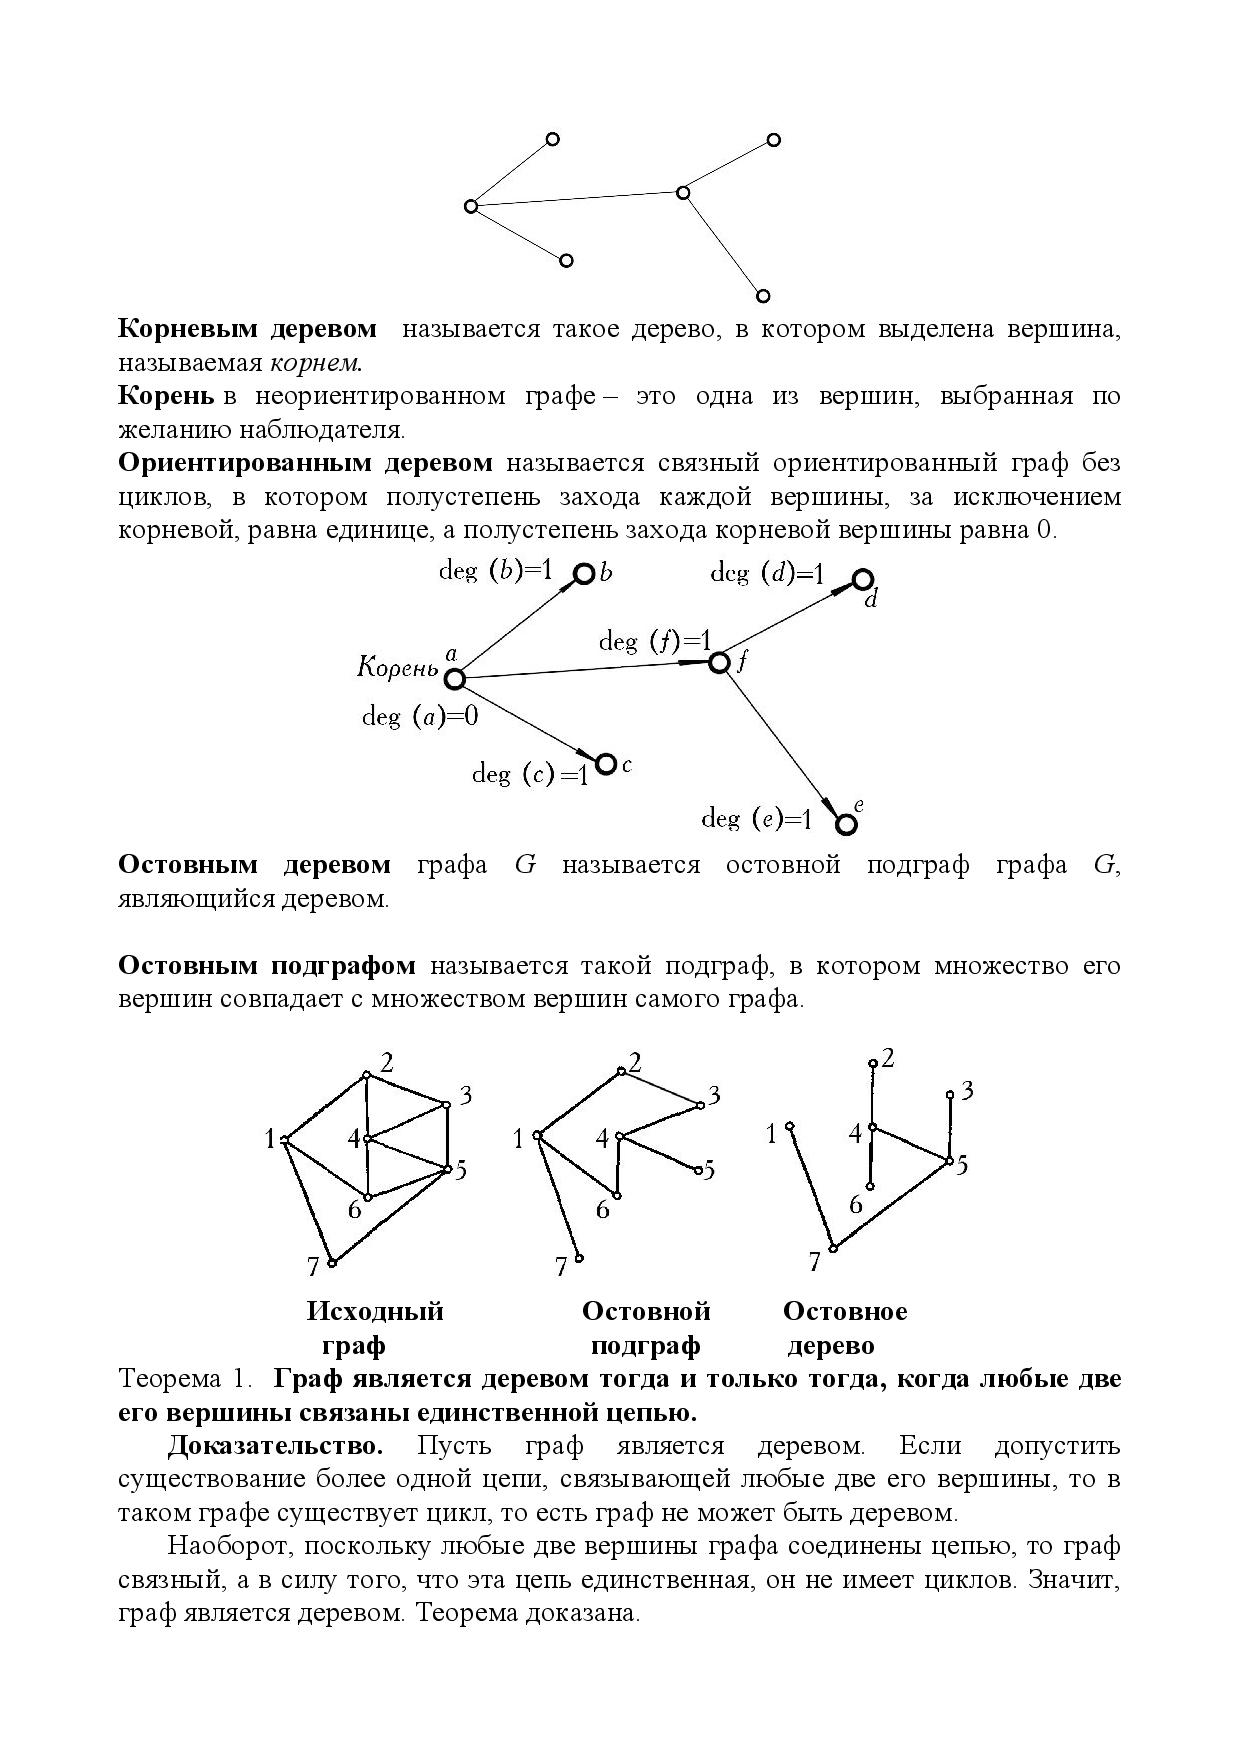 Корневым деревом называется такое дерево, в котором выделена вершина,
называемая корнем.
Корень в неориентированном графе – это одна из вершин, выбранная по
желанию наблюдателя.
Ориентированным деревом называется связный ориентированный граф без
циклов, в котором полустепень захода каждой вершины, за исключением
корневой, равна единице, а полустепень захода корневой вершины равна 0.
deg (b)=1 b
deg (d)=1
d
deg (f)=1 f
Корень a
deg (a)=0
deg (c)=1 c
deg (e)=1 e
Остовным деревом графа G называется остовной подграф графа G,
являющийся деревом.
Остовным подграфом называется такой подграф, в котором множество его
вершин совпадает с множеством вершин самого графа.
2
3
1
4
5
6
7
2
3
1
4
5
6
7
2
3
1
4
5
6
7
Исходный Остовной Остовное
граф подграф дерево
Теорема 1. Граф является деревом тогда и только тогда, когда любые две
его вершины связаны единственной цепью.
Доказательство. Пусть граф является деревом. Если допустить
существование более одной цепи, связывающей любые две его вершины, то в
таком графе существует цикл, то есть граф не может быть деревом.
Наоборот, поскольку любые две вершины графа соединены цепью, то граф
связный, а в силу того, что эта цепь единственная, он не имеет циклов. Значит,
граф является деревом. Теорема доказана.